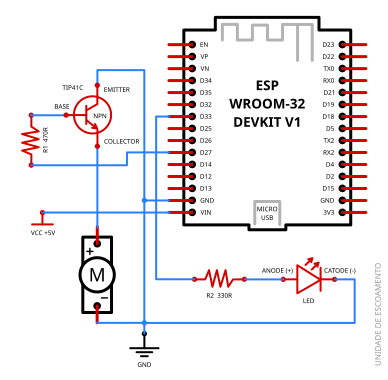 EN
VP
VN
D34
D35
D32
D33
D25
D26
D27
D14
D12
D13
GND
VIN
D23
D22
TX0
RX0
D21
D19
D18
D5
TX2
RX2
D4
D2
D15
GND
3V3
ESP
WROOM-32
DEVKIT V1
MICRO
USB
TIP41C
EMITTER
BASE
NPN
COLLECTOR
R1 470R
VCC +5V
+
M
−
R2 330R
ANODE (+)
CATODE (-)
LED
GND
UNIDADE DE ESCOAMENTO